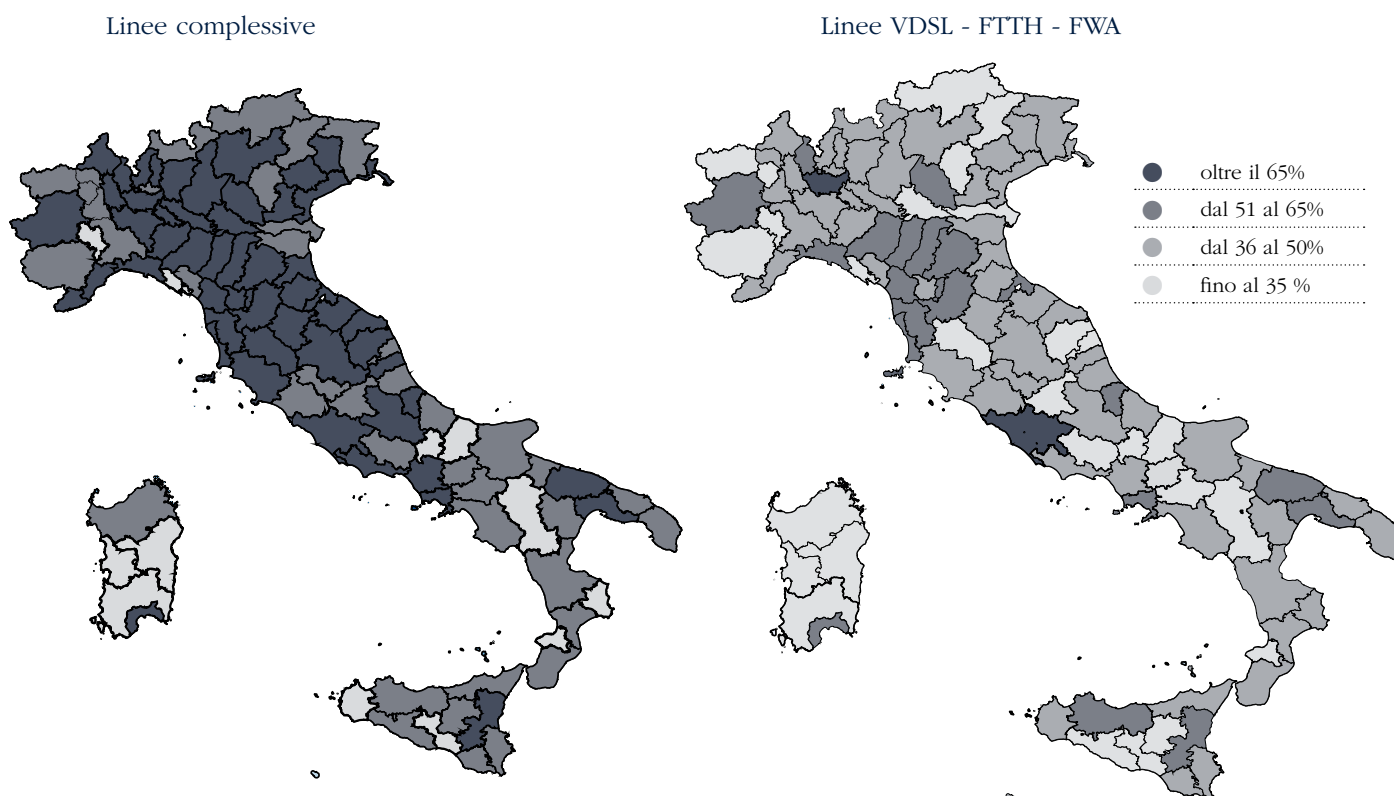 Linee complessive
Linee VDSL - FTTH - FWA
oltre il 65%
dal 51 al 65%
dal 36 al 50%
fino al 35 %